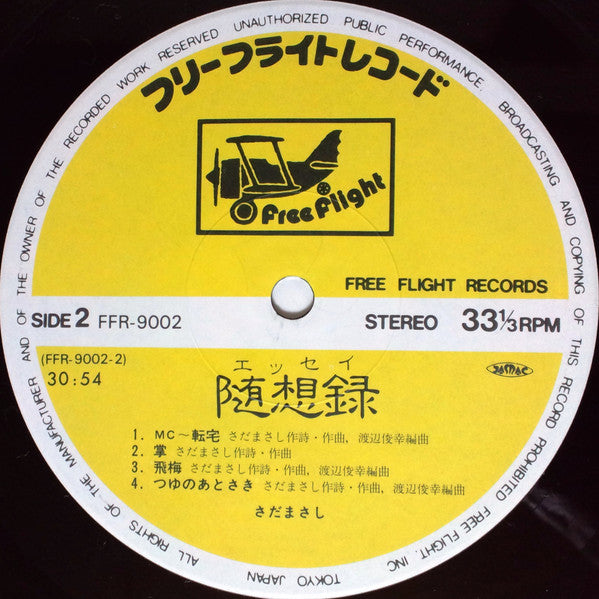 ALL RIGHTS OF THE MANUFACTURER AND OF THE OWNER OF THE RECORDED WORK RESERVED UNAUTHORIZED PUBLIC PERFORMANCE, BROADCASTING AND COPYING OF THIS RECORD PROHIBITED FREE FLIGHT. INC TOKYO JAPAN
フリーフライトレコード
Free Flight
FREE FLIGHT RECORDS
SIDE 2 FFR-9002 STEREO 33⅓RPM
(FFR-9002-2)
30:54
JASRAC
エッセイ
随想録
1. MC〜転宅 さだまさし作詩・作曲, 渡辺俊幸編曲
2. 掌 さだまさし作詩・作曲
3. 飛梅 さだまさし作詩・作曲, 渡辺俊幸編曲
4. つゆのあとさき さだまさし作詩・作曲, 渡辺俊幸編曲
さだまさし